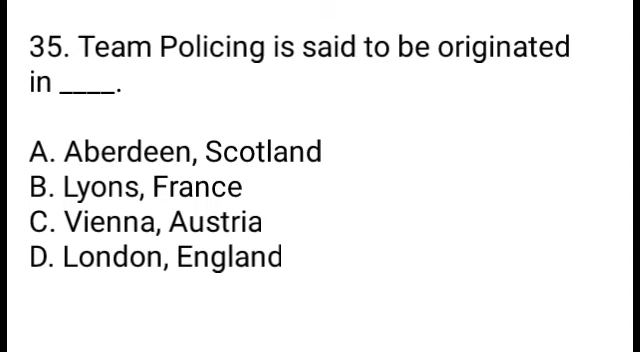 35. Team Policing is said to be originated
in ____.
A. Aberdeen, Scotland
B. Lyons, France
C. Vienna, Austria
D. London, England